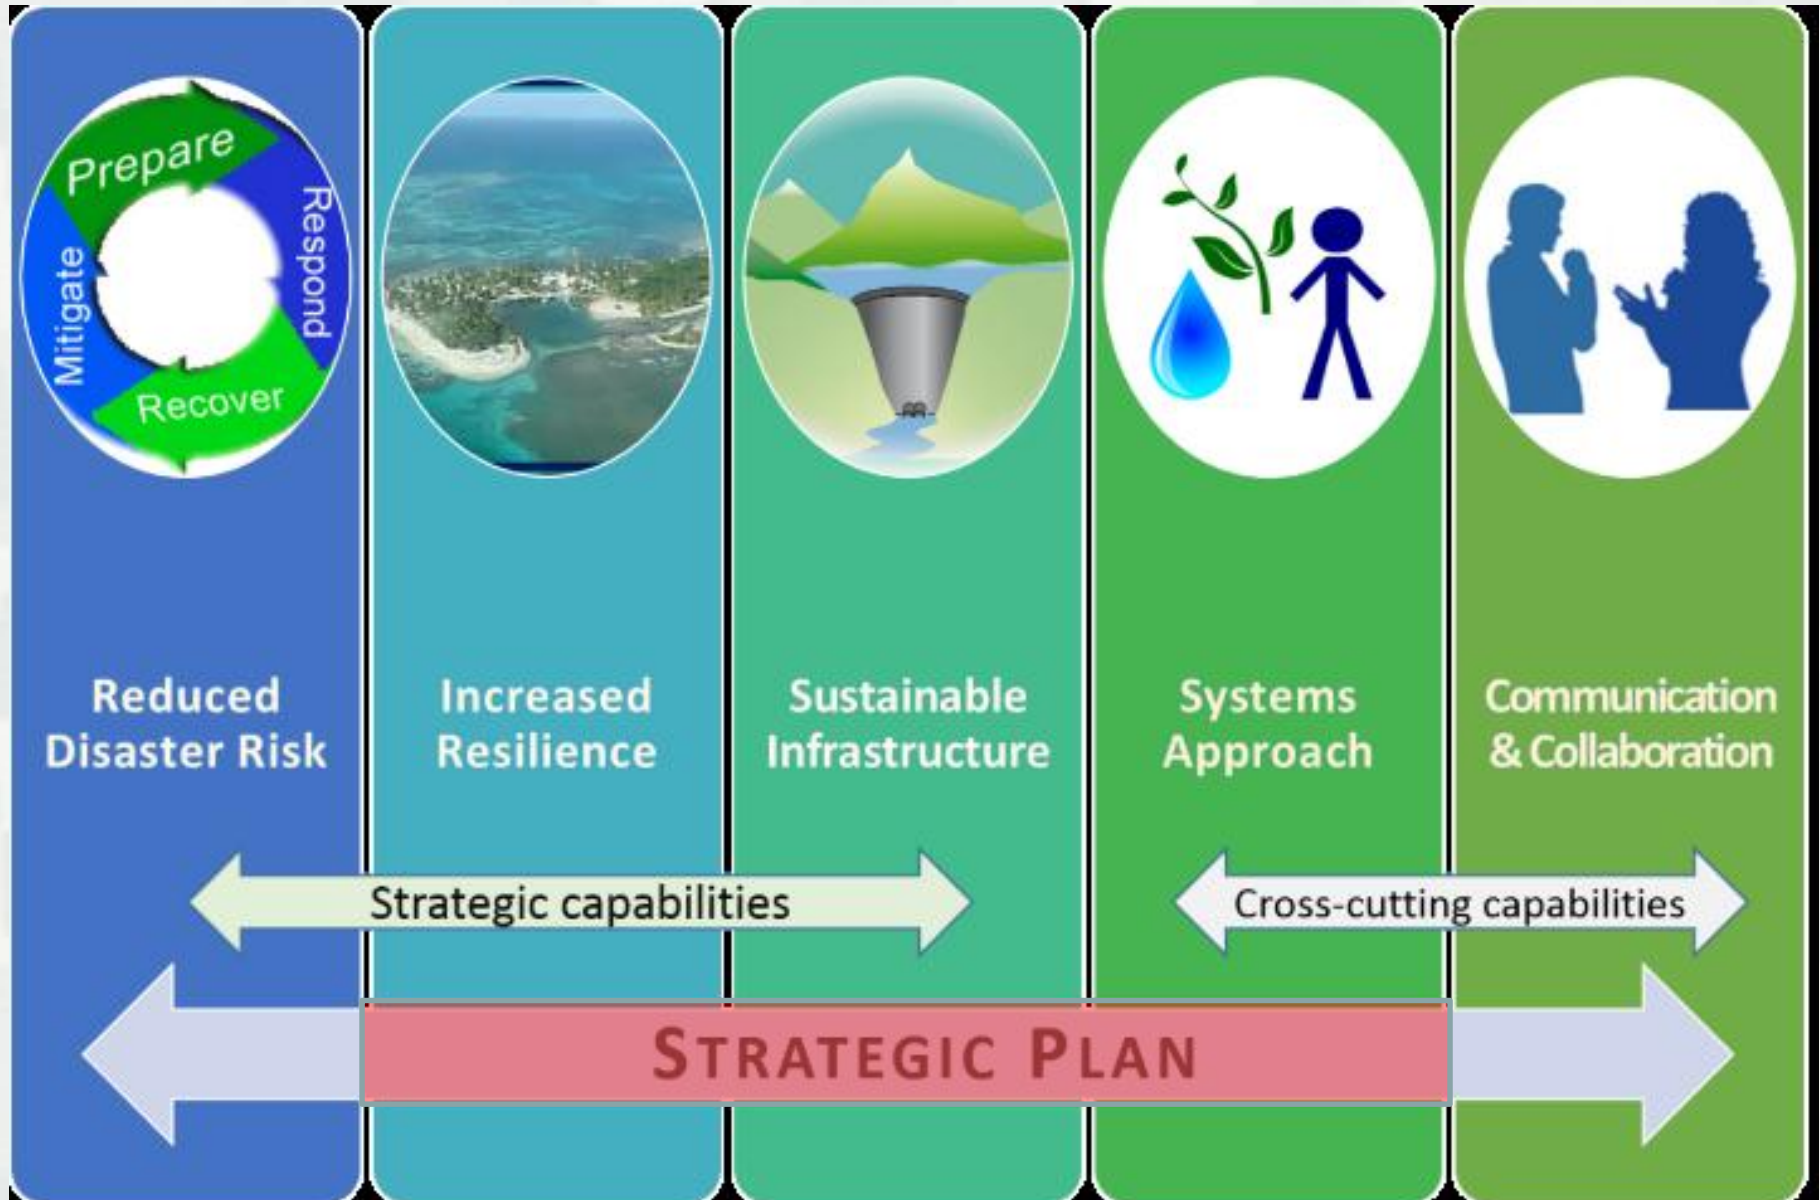 Prepare
Respond
Mitigate
Recover
Reduced
Disaster Risk
Increased
Resilience
Sustainable
Infrastructure
Systems
Approach
Communication
& Collaboration
Strategic capabilities
Cross-cutting capabilities
STRATEGIC PLAN